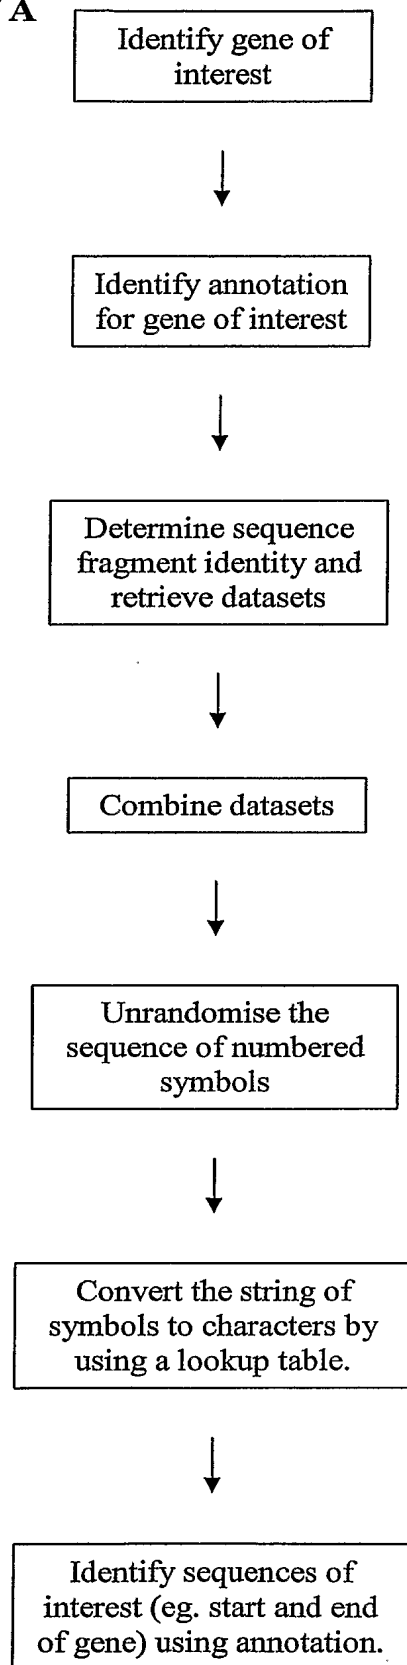 A
Identify gene of
interest
Identify annotation
for gene of interest
Determine sequence
fragment identity and
retrieve datasets
Combine datasets
Unrandomise the
sequence of numbered
symbols
Convert the string of
symbols to characters by
using a lookup table.
Identify sequences of
interest (eg. start and end
of gene) using annotation.